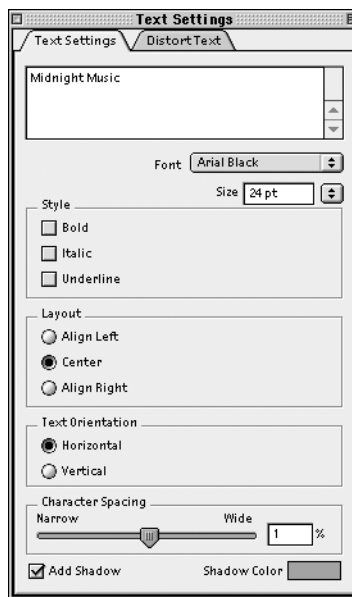 Text Settings
Text Settings Distort Text
Midnight Music
Font Arial Black
Size 24 pt
Style
Bold
Italic
Underline
Layout
Align Left
Center
Align Right
Text Orientation
Horizontal
Vertical
Character Spacing
Narrow Wide
1 %
Add Shadow Shadow Color